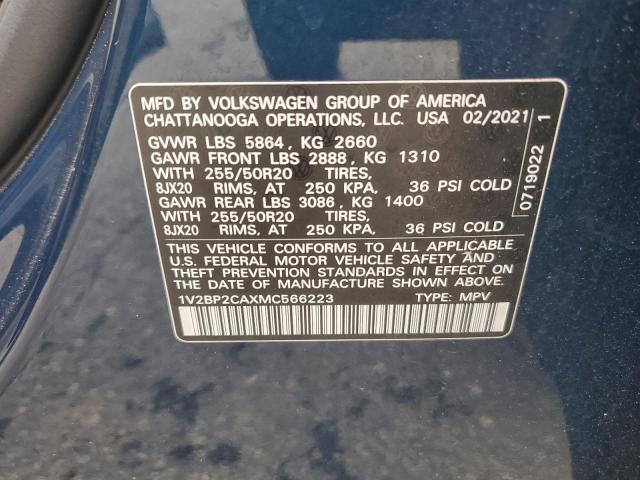 MFD BY VOLKSWAGEN GROUP OF AMERICA
CHATTANOOGA OPERATIONS, LLC. USA 02/2021
GVWR LBS 5864, KG 2660
GAWR FRONT LBS 2888, KG 1310
WITH 255/50R20 TIRES,
8JX20 RIMS, AT 250 KPA, 36 PSI COLD
GAWR REAR LBS 3086, KG 1400
WITH 255/50R20 TIRES,
8JX20 RIMS, AT 250 KPA, 36 PSI COLD
THIS VEHICLE CONFORMS TO ALL APPLICABLE
U.S. FEDERAL MOTOR VEHICLE SAFETY AND
THEFT PREVENTION STANDARDS IN EFFECT ON
THE DATE OF MANUFACTURE SHOWN ABOVE.
1V2BP2CAXMC566223 TYPE: MPV
0719022 1